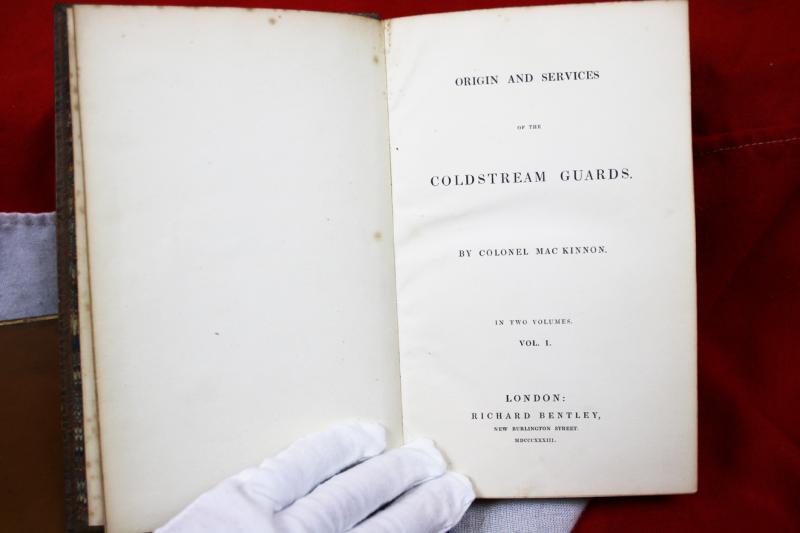 ORIGIN AND SERVICES
OF THE
COLDSTREAM GUARDS.
BY COLONEL MAC KINNON.
IN TWO VOLUMES.
VOL. I.
LONDON:
RICHARD BENTLEY,
NEW BURLINGTON STREET.
MDCCCXXXIII.